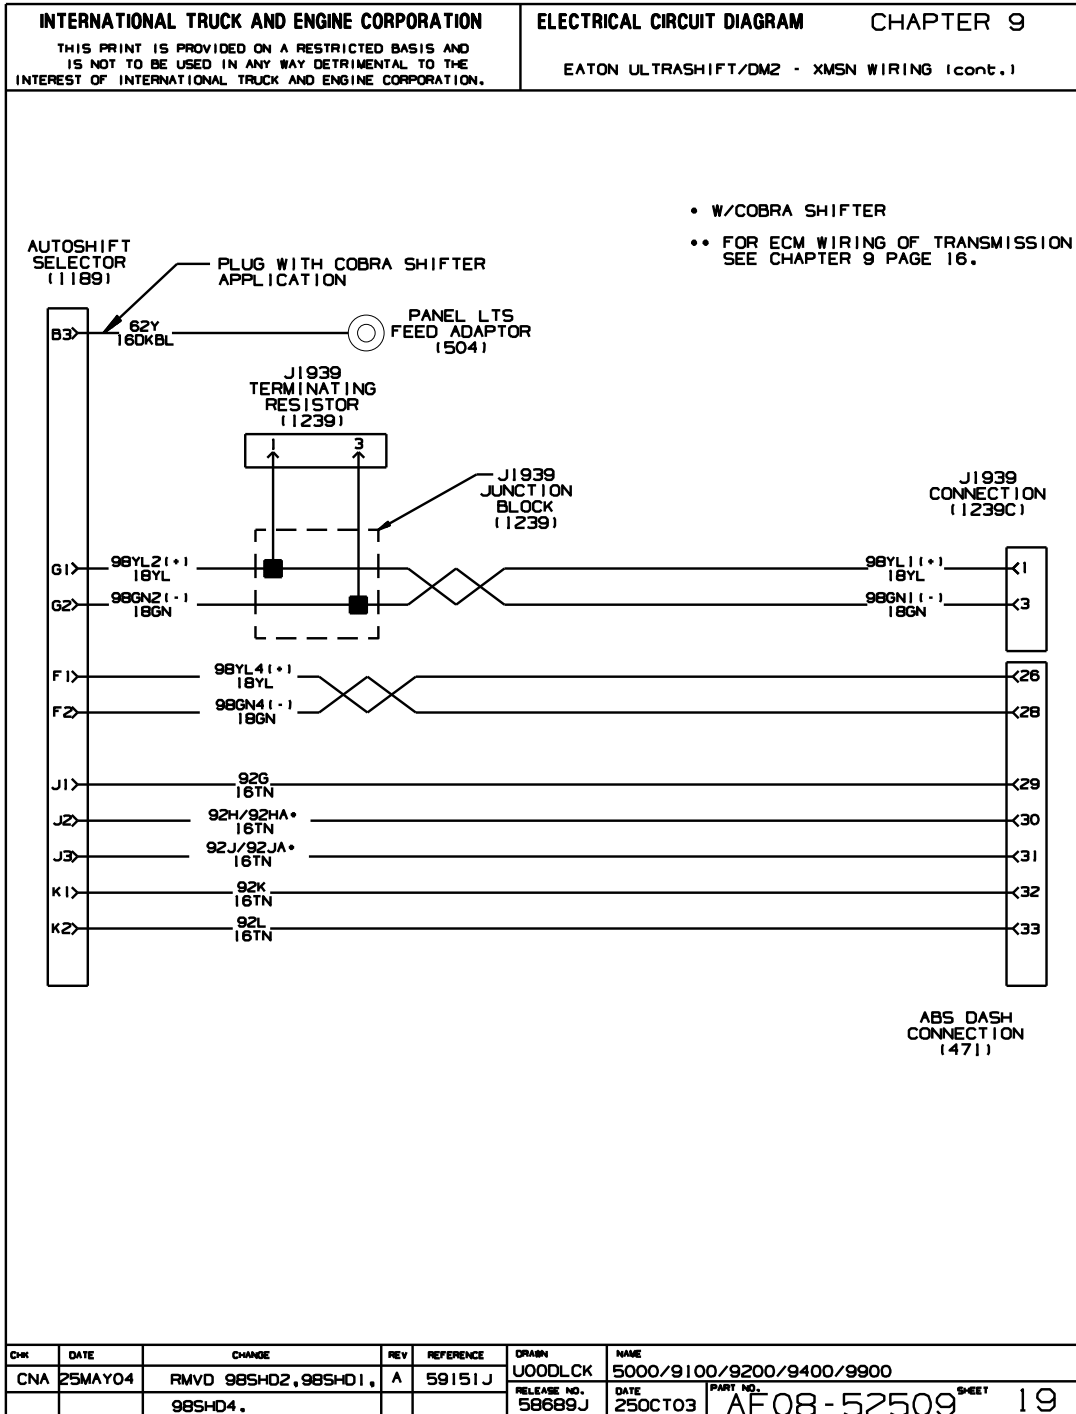 INTERNATIONAL TRUCK AND ENGINE CORPORATION
THIS PRINT IS PROVIDED ON A RESTRICTED BASIS AND
IS NOT TO BE USED IN ANY WAY DETRIMENTAL TO THE
INTEREST OF INTERNATIONAL TRUCK AND ENGINE CORPORATION.
ELECTRICAL CIRCUIT DIAGRAM CHAPTER 9
EATON ULTRASHIFT/DM2 - XMSN WIRING (cont.)
• W/COBRA SHIFTER
•• FOR ECM WIRING OF TRANSMISSION
SEE CHAPTER 9 PAGE 16.
AUTOSHIFT
SELECTOR
(1189)
PLUG WITH COBRA SHIFTER
APPLICATION
B3
62Y
16DKBL
PANEL LTS
FEED ADAPTOR
(504)
J1939
TERMINATING
RESISTOR
(1239)
1 3
J1939
JUNCTION
BLOCK
(1239)
J1939
CONNECTION
(1239C)
G1
98YL2(+)
18YL
98YL1(+)
18YL
1
G2
98GN2(-)
18GN
98GN1(-)
18GN
3
F1
98YL4(+)
18YL
26
F2
98GN4(-)
18GN
28
J1
92G
16TN
29
J2
92H/92HA•
16TN
30
J3
92J/92JA•
16TN
31
K1
92K
16TN
32
K2
92L
16TN
33
ABS DASH
CONNECTION
(471)
CHK DATE CHANGE REV REFERENCE
CNA 25MAY04 RMVD 98SHD2,98SHD1, A 59151J
98SHD4.
DRAWN
U00DLCK
NAME
5000/9100/9200/9400/9900
RELEASE NO.
58689J
DATE
25OCT03
PART NO.
AF08-52509
SHEET
19